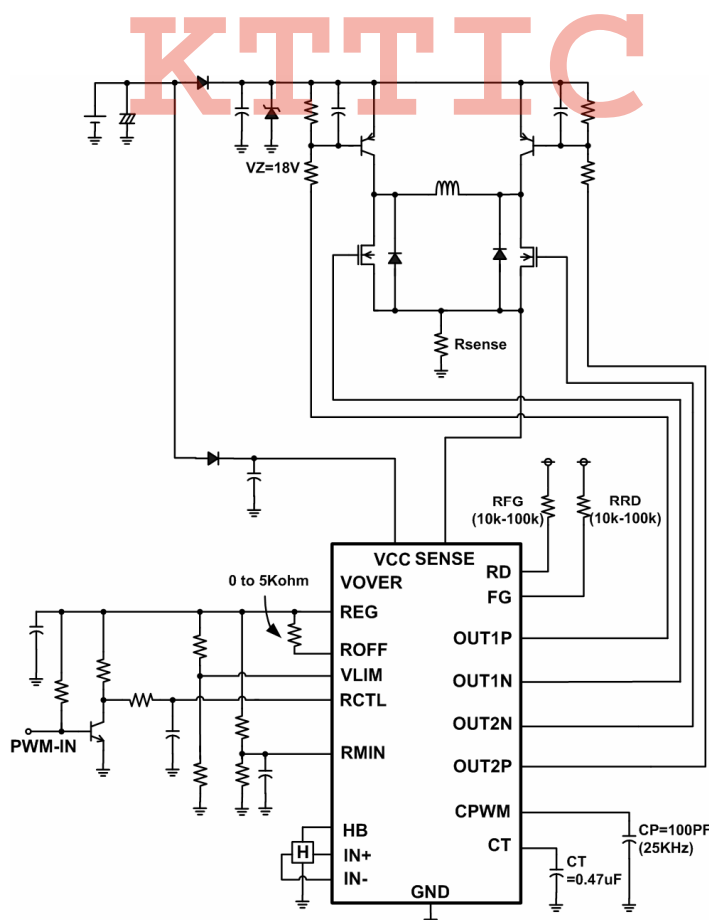 KTTIC
VZ=18V
Rsense
RFG
(10k-100k)
RRD
(10k-100k)
VCC SENSE
0 to 5Kohm
VOVER
REG
ROFF
VLIM
RCTL
PWM-IN
RMIN
HB
H
IN+
IN-
GND
RD
FG
OUT1P
OUT1N
OUT2N
OUT2P
CPWM
CT
CP=100PF
(25KHz)
CT
=0.47uF